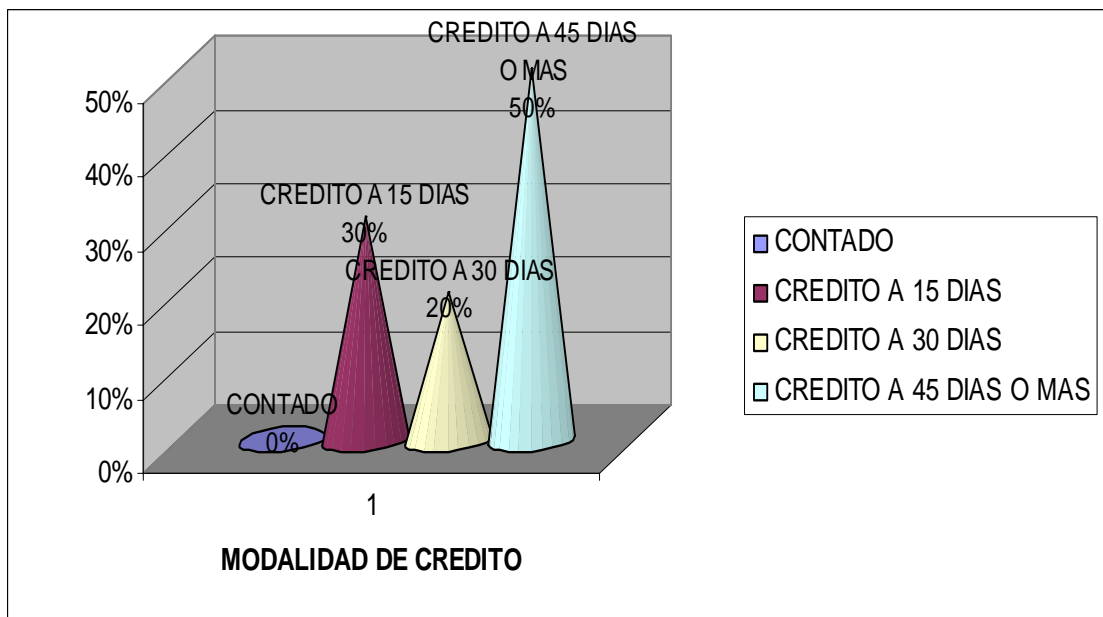 CREDITO A 45 DIAS
O MAS
50%
50%
40%
CREDITO A 15 DIAS
30%
30%
CREDITO A 30 DIAS
20%
20%
10%
CONTADO
0%
0%
1
MODALIDAD DE CREDITO
CONTADO
CREDITO A 15 DIAS
CREDITO A 30 DIAS
CREDITO A 45 DIAS O MAS